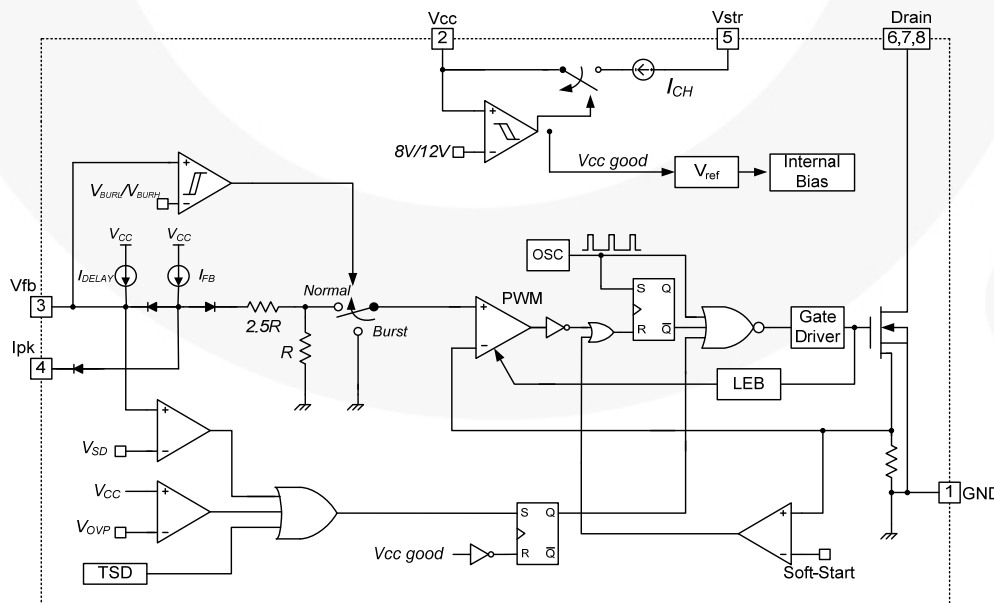 Vcc
2
Vstr
5
Drain
6,7,8
I_CH
+
−
8V/12V
Vcc good
V_ref
Internal
Bias
+
−
V_BURL/V_BURH
V_CC
V_CC
I_DELAY
I_FB
Vfb
3
2.5R
R
Normal
Burst
OSC
PWM
+
−
S Q
R Q̅
Gate
Driver
LEB
Ipk
4
V_SD
+
−
V_CC
V_OVP
+
−
TSD
S Q
R Q̅
Vcc good
+
−
Soft-Start
1
GND